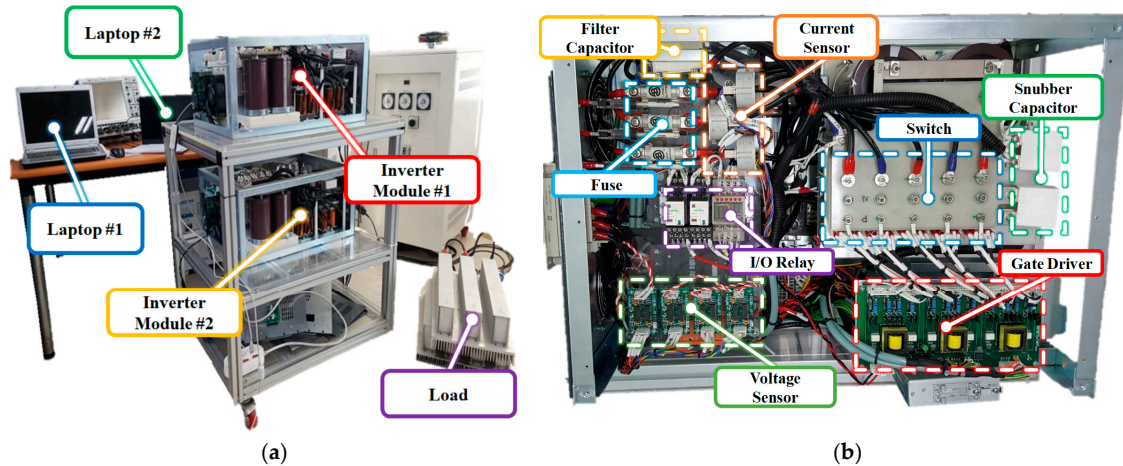 Laptop #2
Laptop #1
Inverter
Module #1
Inverter
Module #2
Load
(a)
Filter
Capacitor
Current
Sensor
Snubber
Capacitor
Switch
Fuse
I/O Relay
Gate Driver
Voltage
Sensor
N
P
(b)